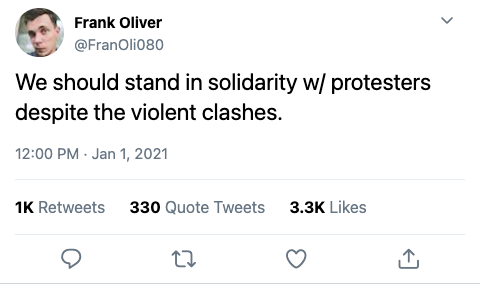 Frank Oliver
@FranOli080
We should stand in solidarity w/ protesters
despite the violent clashes.
12:00 PM · Jan 1, 2021
1K Retweets 330 Quote Tweets 3.3K Likes